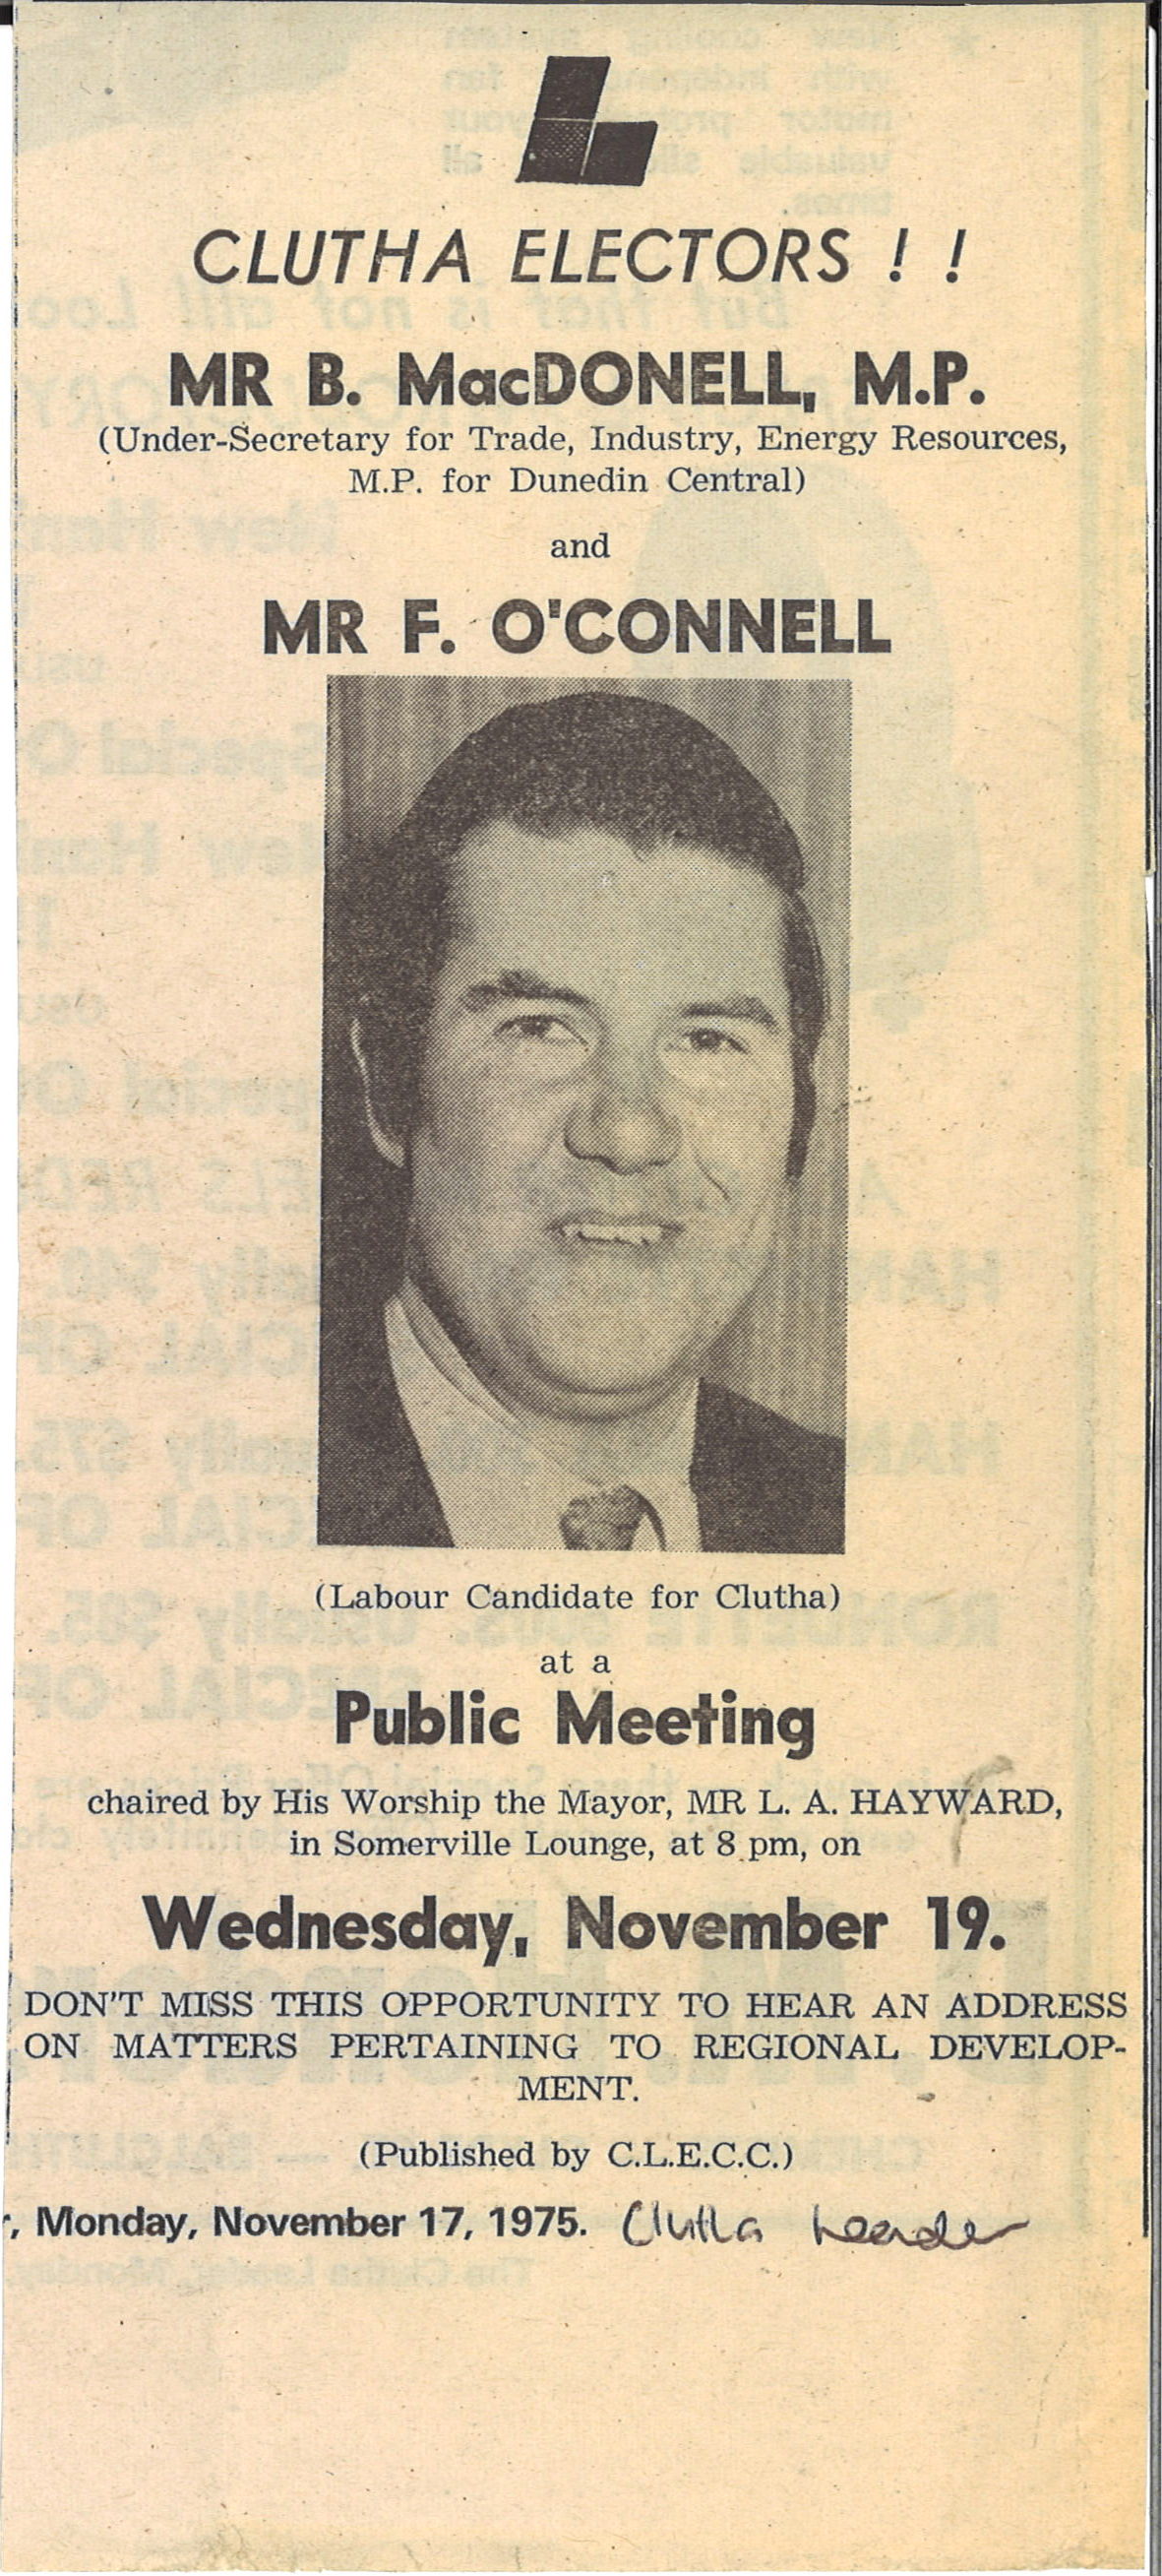 CLUTHA ELECTORS ! !
MR B. MacDONELL, M.P.
(Under-Secretary for Trade, Industry, Energy Resources,
M.P. for Dunedin Central)
and
MR F. O'CONNELL
(Labour Candidate for Clutha)
at a
Public Meeting
chaired by His Worship the Mayor, MR L. A. HAYWARD,
in Somerville Lounge, at 8 pm, on
Wednesday, November 19.
DON'T MISS THIS OPPORTUNITY TO HEAR AN ADDRESS
ON MATTERS PERTAINING TO REGIONAL DEVELOP-
MENT.
(Published by C.L.E.C.C.)
, Monday, November 17, 1975. Clutha Leader